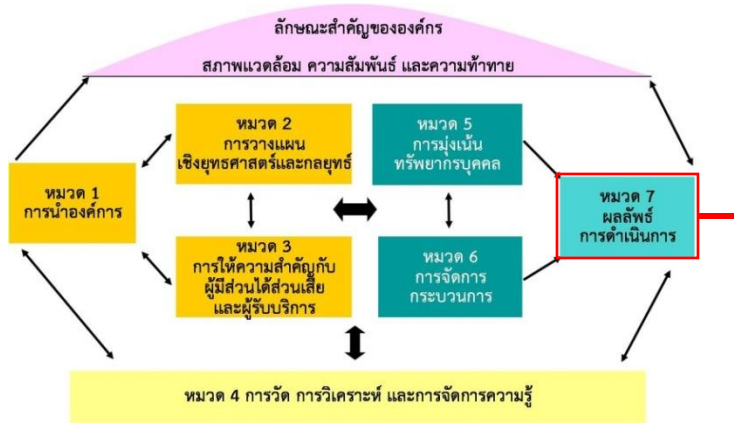 ลักษณะสำคัญขององค์กร
สภาพแวดล้อม ความสัมพันธ์ และความท้าทาย
หมวด 2
การวางแผน
เชิงยุทธศาสตร์และกลยุทธ์
หมวด 5
การมุ่งเน้น
ทรัพยากรบุคคล
หมวด 1
การนำองค์การ
หมวด 7
ผลลัพธ์
การดำเนินการ
หมวด 3
การให้ความสำคัญกับ
ผู้มีส่วนได้ส่วนเสีย
และผู้รับบริการ
หมวด 6
การจัดการ
กระบวนการ
หมวด 4 การวัด การวิเคราะห์ และการจัดการความรู้